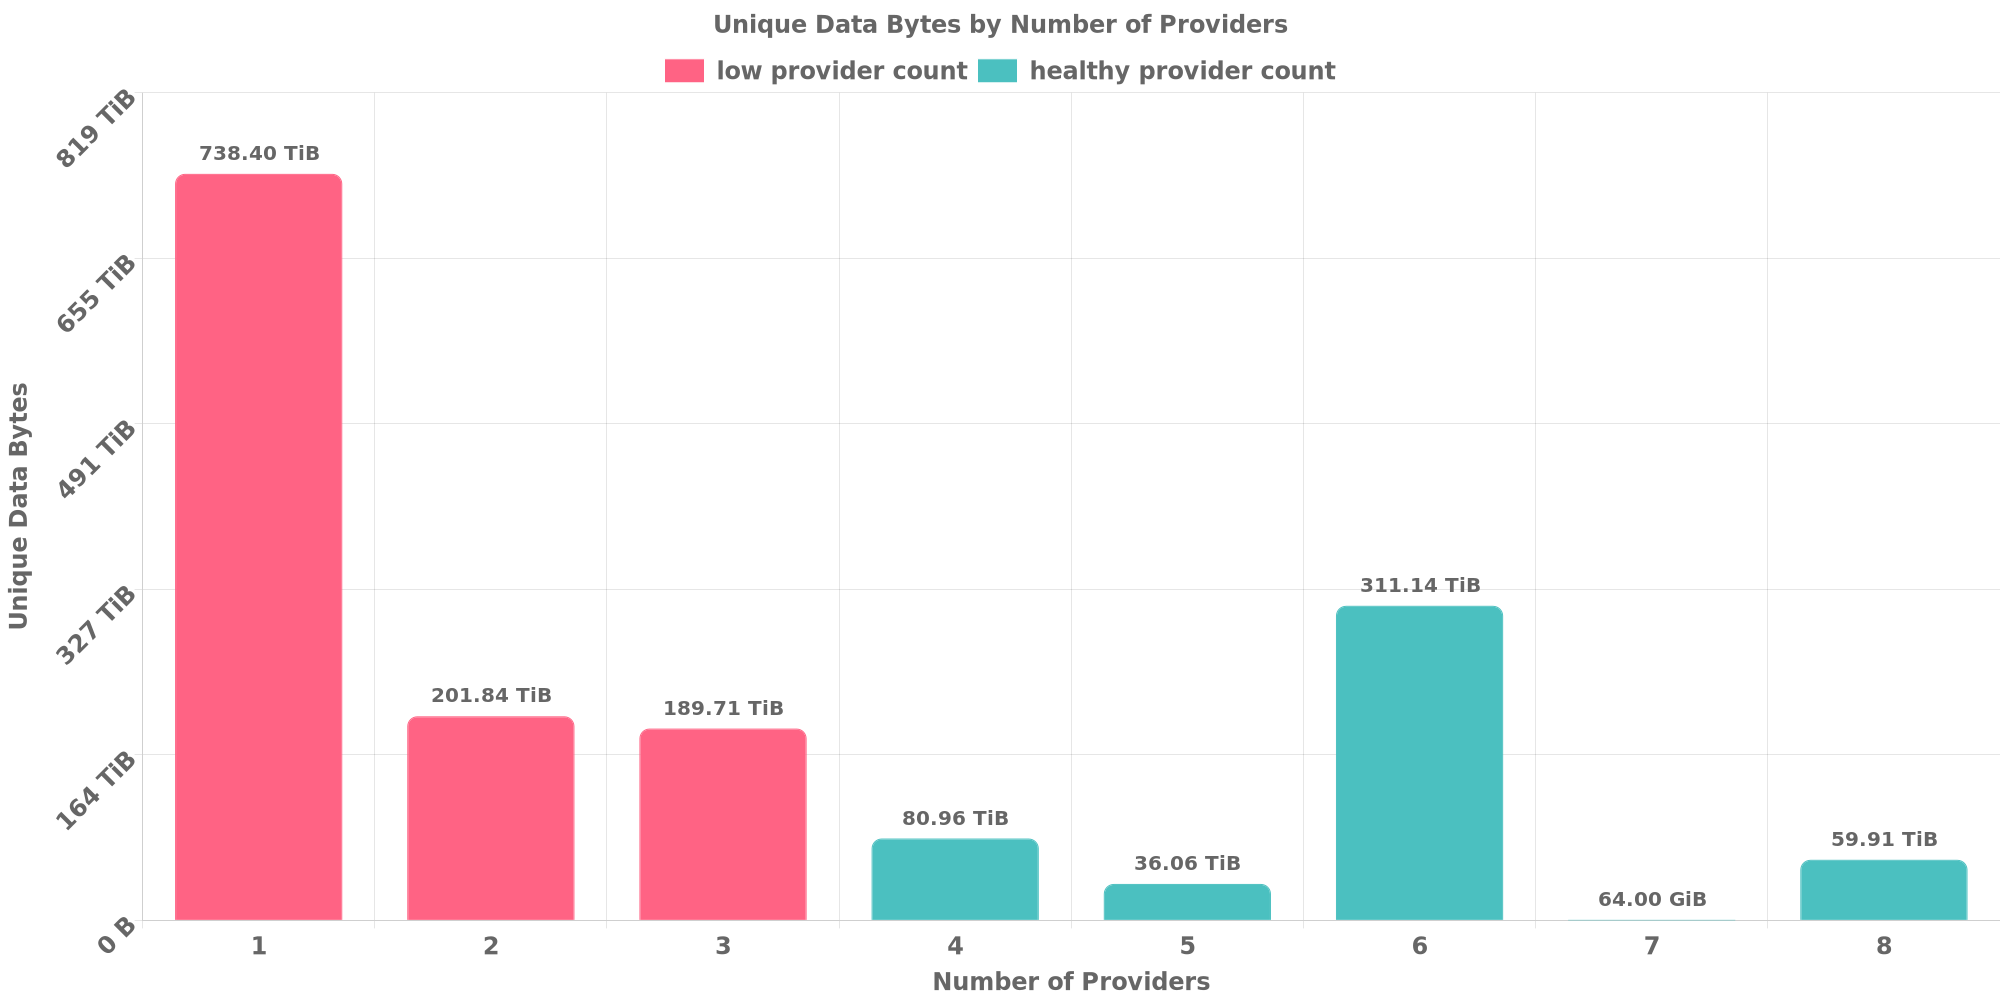 Unique Data Bytes by Number of Providers
low provider count
healthy provider count
819 TiB
655 TiB
491 TiB
327 TiB
164 TiB
0 B
Unique Data Bytes
738.40 TiB
201.84 TiB
189.71 TiB
80.96 TiB
36.06 TiB
311.14 TiB
64.00 GiB
59.91 TiB
1
2
3
4
5
6
7
8
Number of Providers